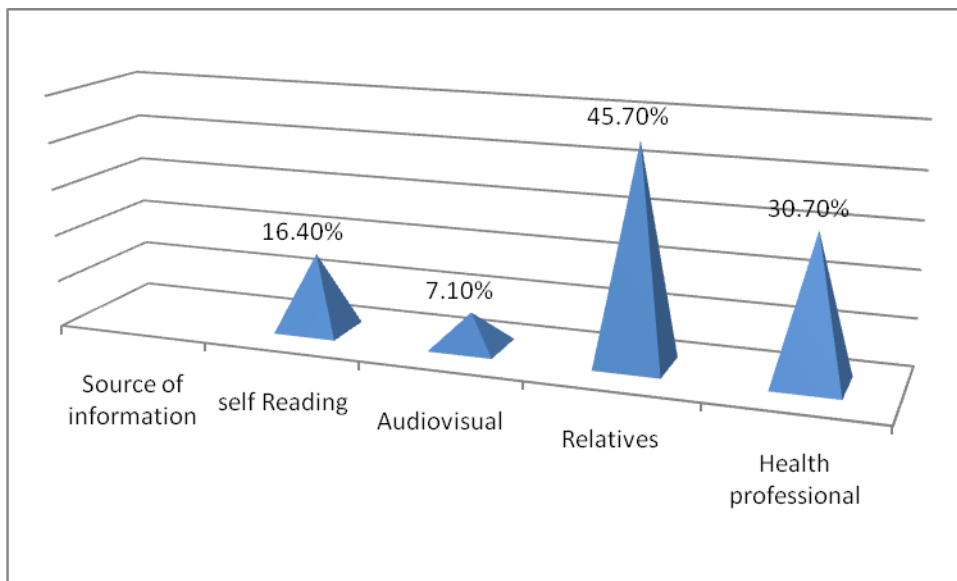 45.70%
30.70%
16.40%
7.10%
Source of
information
self Reading
Audiovisual
Relatives
Health
professional